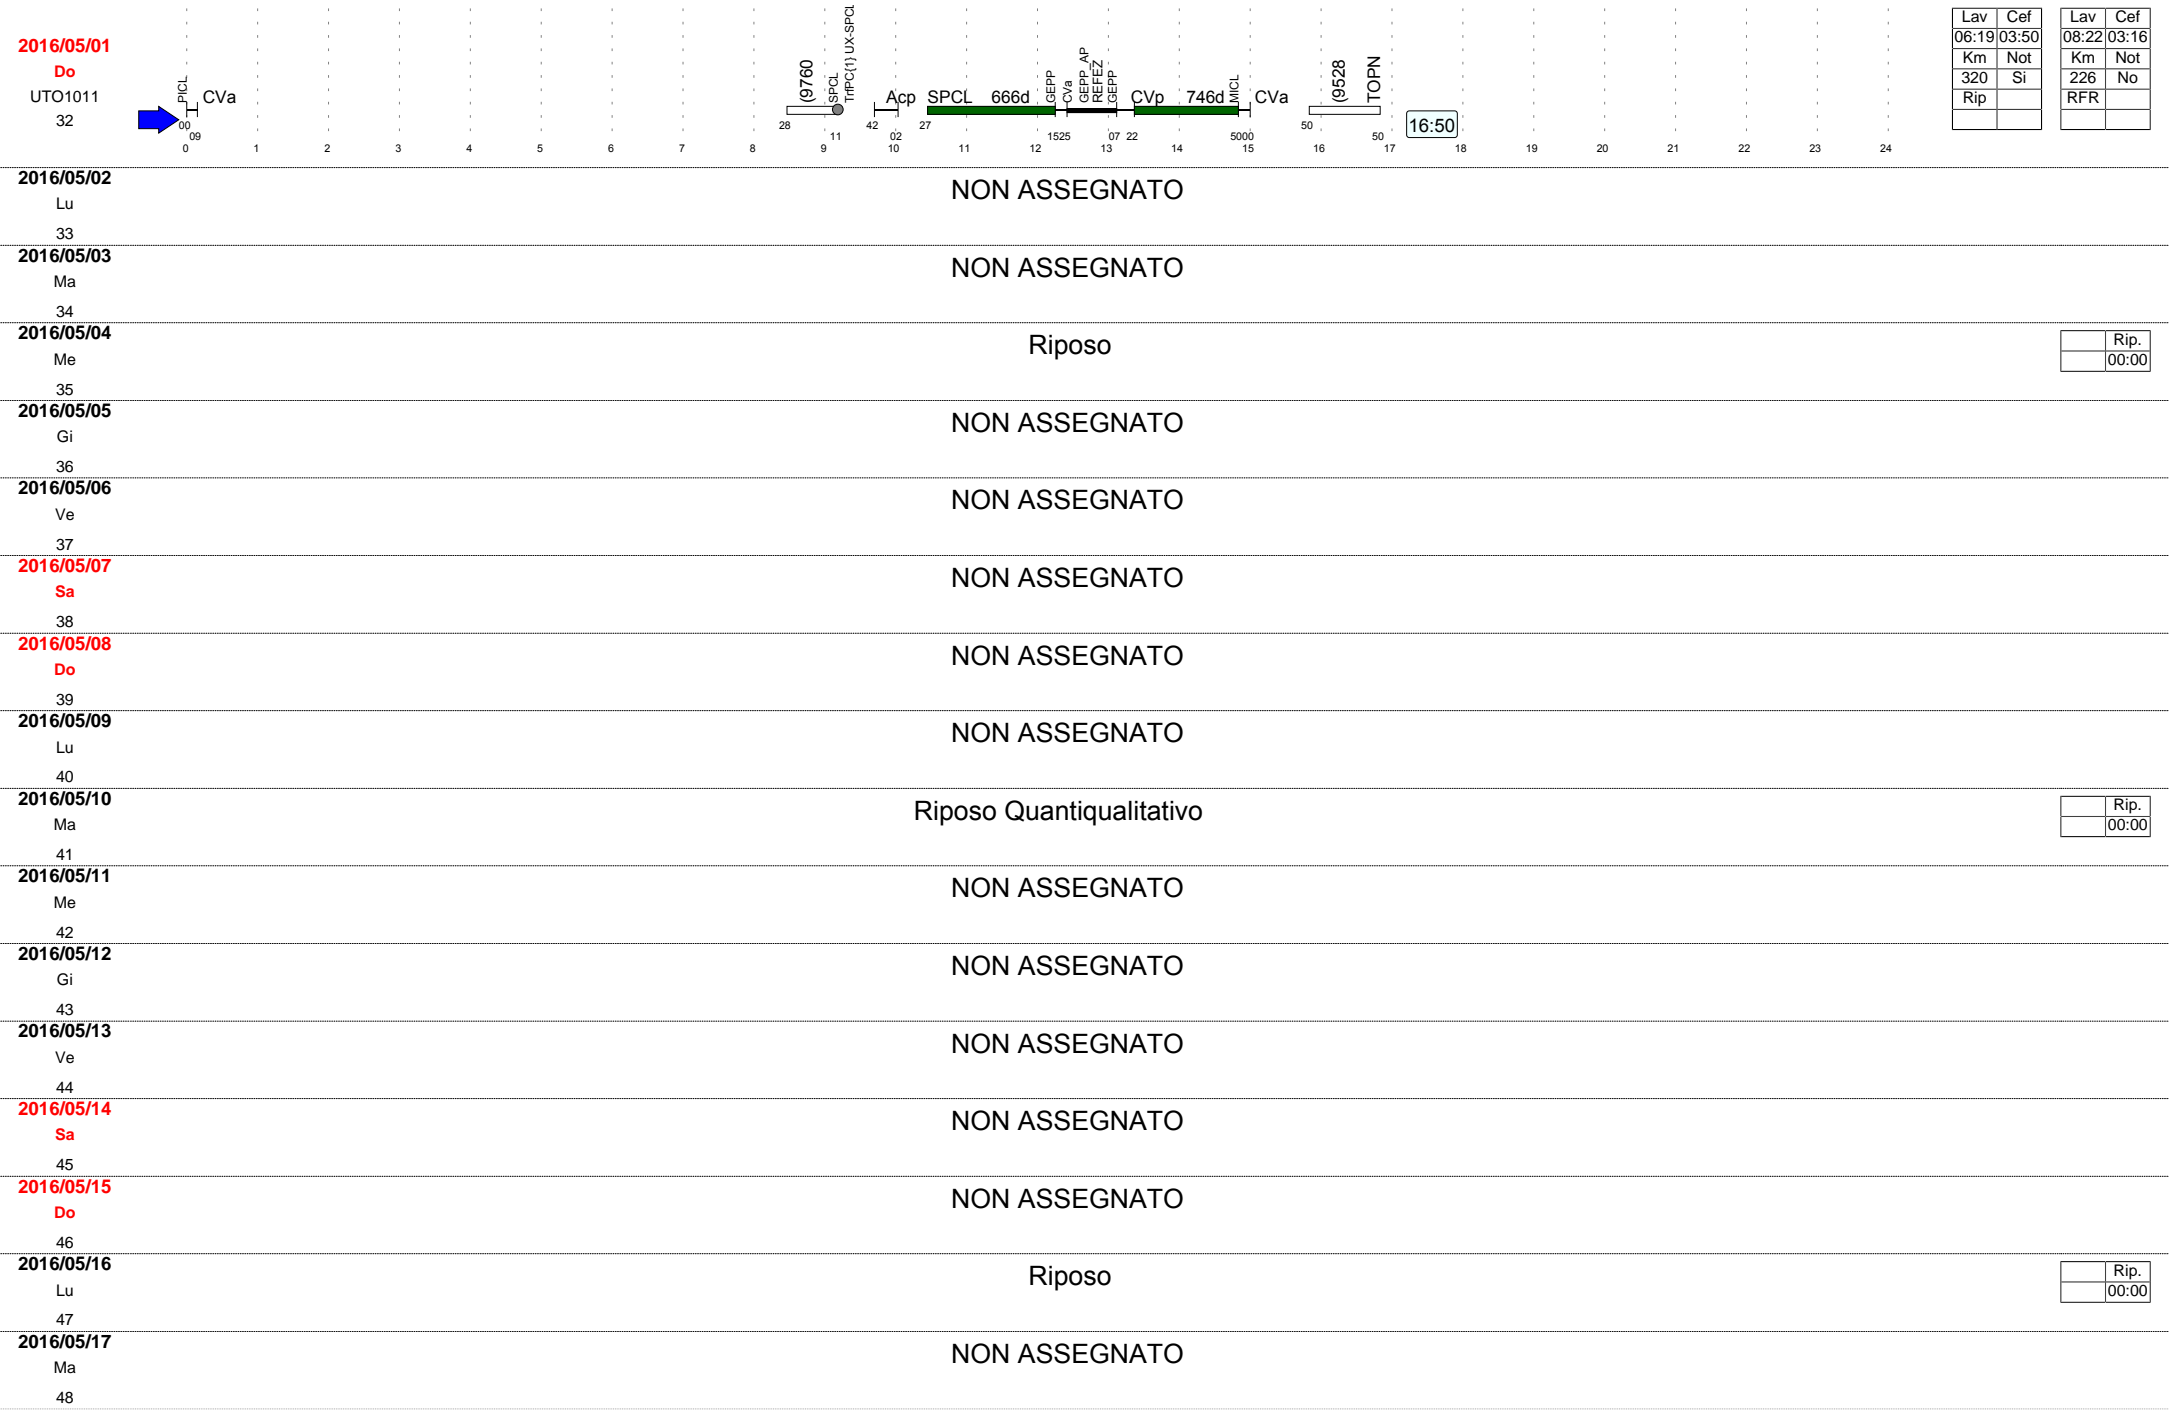 2016/05/01
Do
UTO1011
32
PICL
CVa
00
09
(9760
SPCL
TrfPC{1} UX-SPCL
28
11
Acp
42
02
SPCL 666d
27
GEPP
CVa
GEPP_AP
REFEZ
GEPP
1525
07
22
CVp 746d
MICL
CVa
5000
(9528
TOPN
50
50
16:50
0 1 2 3 4 5 6 7 8 9 10 11 12 13 14 15 16 17 18 19 20 21 22 23 24
Lav Cef
06:19 03:50
Km Not
320 Si
Rip
Lav Cef
08:22 03:16
Km Not
226 No
RFR
2016/05/02
Lu
33
NON ASSEGNATO
2016/05/03
Ma
34
NON ASSEGNATO
2016/05/04
Me
35
Riposo
Rip.
00:00
2016/05/05
Gi
36
NON ASSEGNATO
2016/05/06
Ve
37
NON ASSEGNATO
2016/05/07
Sa
38
NON ASSEGNATO
2016/05/08
Do
39
NON ASSEGNATO
2016/05/09
Lu
40
NON ASSEGNATO
2016/05/10
Ma
41
Riposo Quantiqualitativo
Rip.
00:00
2016/05/11
Me
42
NON ASSEGNATO
2016/05/12
Gi
43
NON ASSEGNATO
2016/05/13
Ve
44
NON ASSEGNATO
2016/05/14
Sa
45
NON ASSEGNATO
2016/05/15
Do
46
NON ASSEGNATO
2016/05/16
Lu
47
Riposo
Rip.
00:00
2016/05/17
Ma
48
NON ASSEGNATO